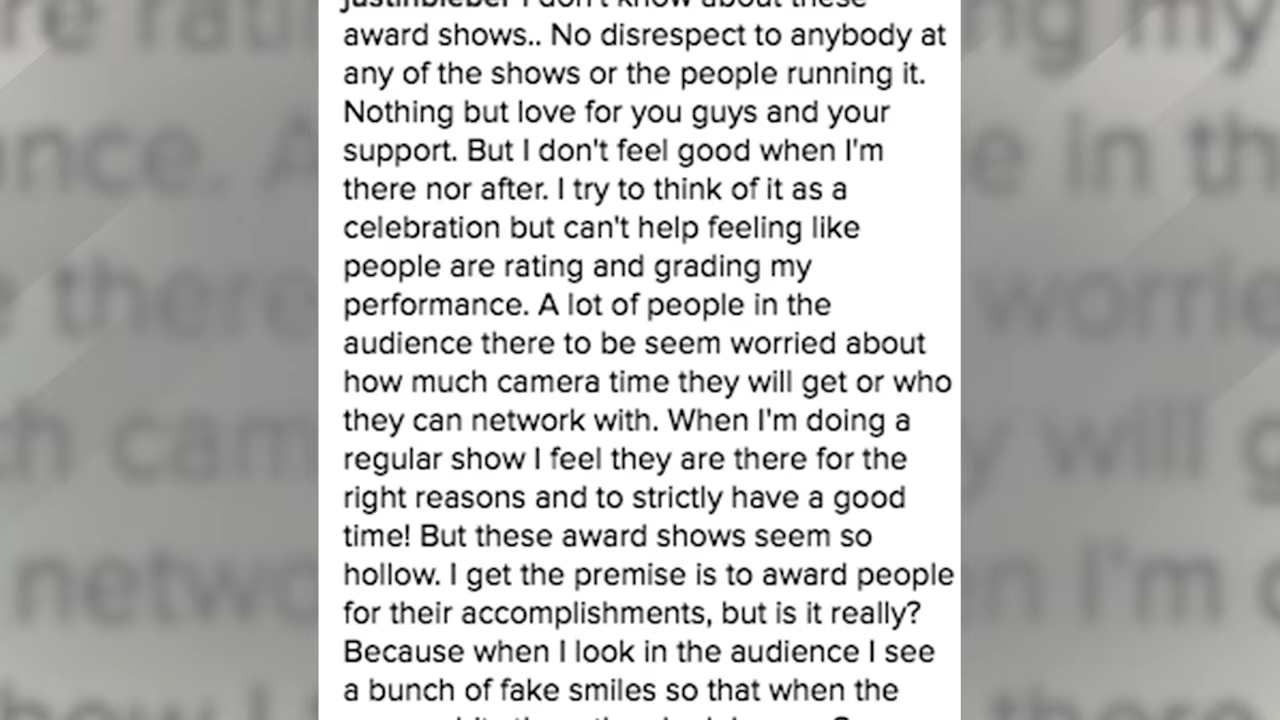 justinbieber I don't know about these
award shows.. No disrespect to anybody at
any of the shows or the people running it.
Nothing but love for you guys and your
support. But I don't feel good when I'm
there nor after. I try to think of it as a
celebration but can't help feeling like
people are rating and grading my
performance. A lot of people in the
audience there to be seem worried about
how much camera time they will get or who
they can network with. When I'm doing a
regular show I feel they are there for the
right reasons and to strictly have a good
time! But these award shows seem so
hollow. I get the premise is to award people
for their accomplishments, but is it really?
Because when I look in the audience I see
a bunch of fake smiles so that when the